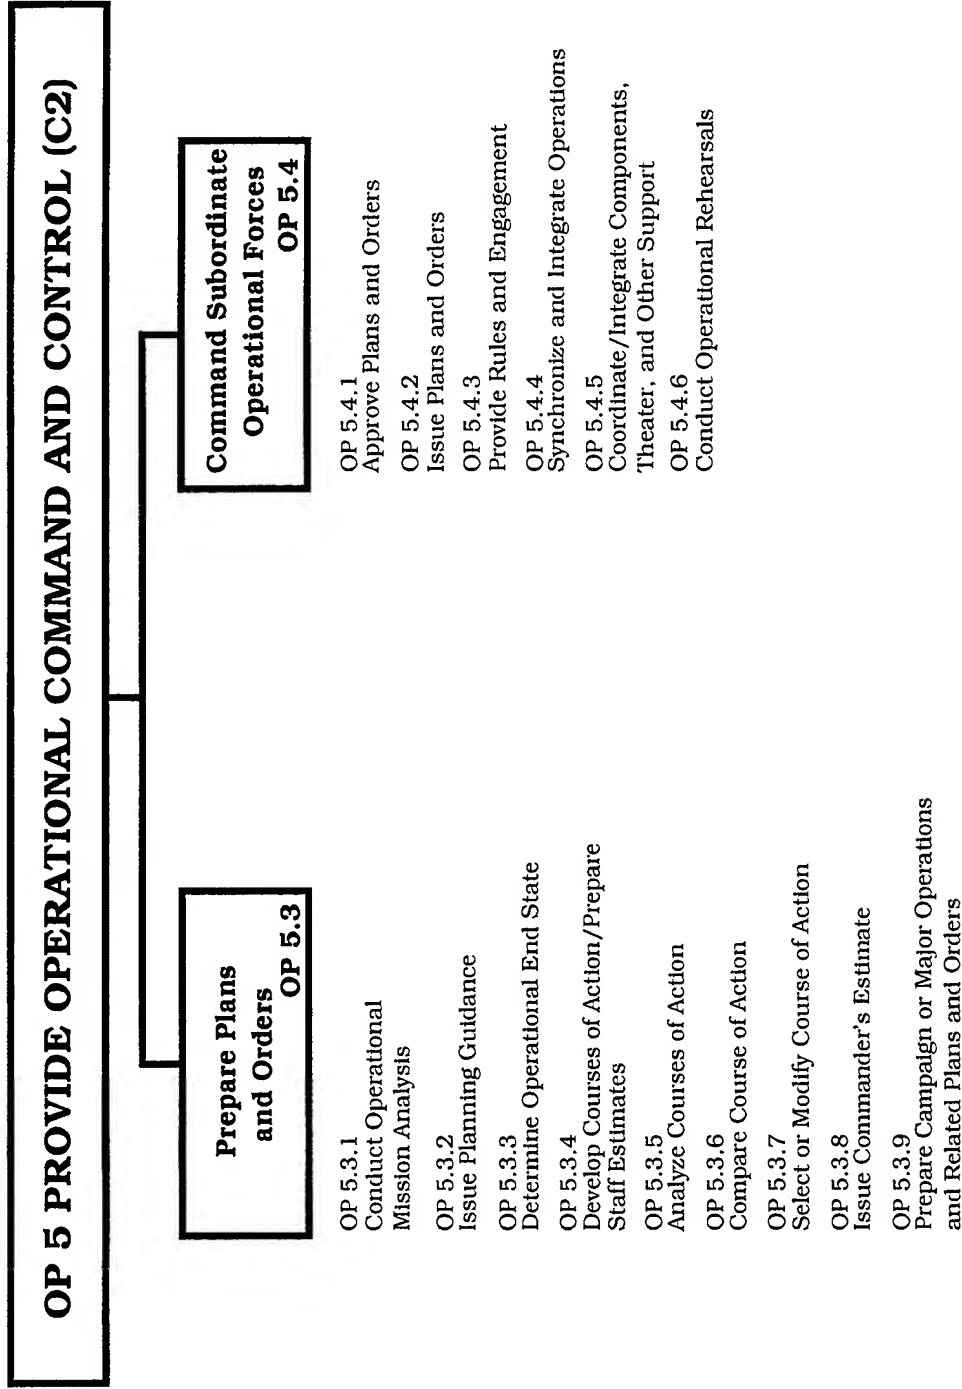 OP 5 PROVIDE OPERATIONAL COMMAND AND CONTROL (C2)
Prepare Plans
and Orders
OP 5.3
OP 5.3.1
Conduct Operational
Mission Analysis
OP 5.3.2
Issue Planning Guidance
OP 5.3.3
Determine Operational End State
OP 5.3.4
Develop Courses of Action/Prepare
Staff Estimates
OP 5.3.5
Analyze Courses of Action
OP 5.3.6
Compare Course of Action
OP 5.3.7
Select or Modify Course of Action
OP 5.3.8
Issue Commander's Estimate
OP 5.3.9
Prepare Campaign or Major Operations
and Related Plans and Orders
Command Subordinate
Operational Forces
OP 5.4
OP 5.4.1
Approve Plans and Orders
OP 5.4.2
Issue Plans and Orders
OP 5.4.3
Provide Rules and Engagement
OP 5.4.4
Synchronize and Integrate Operations
OP 5.4.5
Coordinate/Integrate Components,
Theater, and Other Support
OP 5.4.6
Conduct Operational Rehearsals